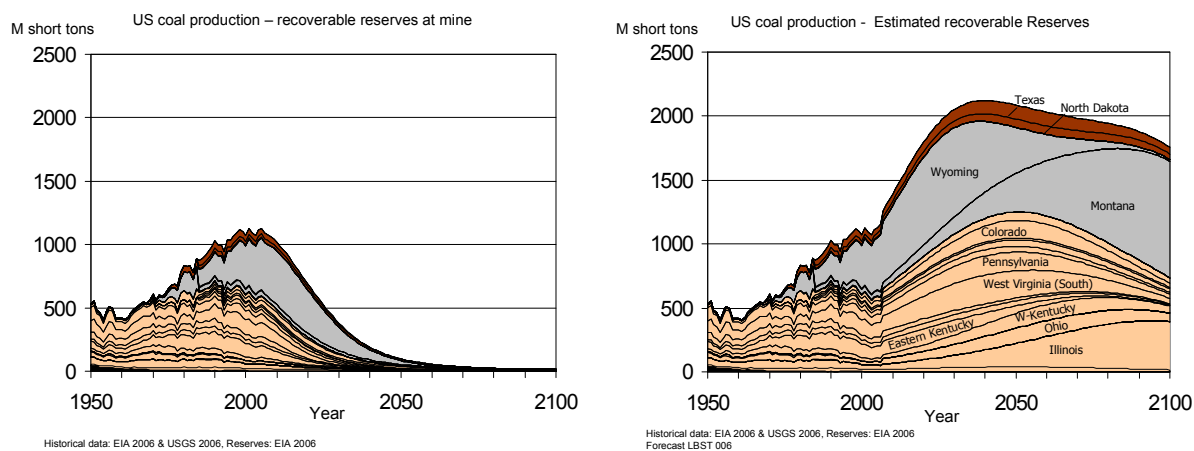 US coal production – recoverable reserves at mine
M short tons
2500
2000
1500
1000
500
0
1950
2000
2050
2100
Year
Historical data: EIA 2006 & USGS 2006, Reserves: EIA 2006
US coal production - Estimated recoverable Reserves
M short tons
2500
2000
1500
1000
500
0
Texas
North Dakota
Wyoming
Montana
Colorado
Pennsylvania
West Virginia (South)
Eastern Kentucky
W-Kentucky
Ohio
Illinois
1950
2000
2050
2100
Year
Historical data: EIA 2006 & USGS 2006, Reserves: EIA 2006
Forecast LBST 006